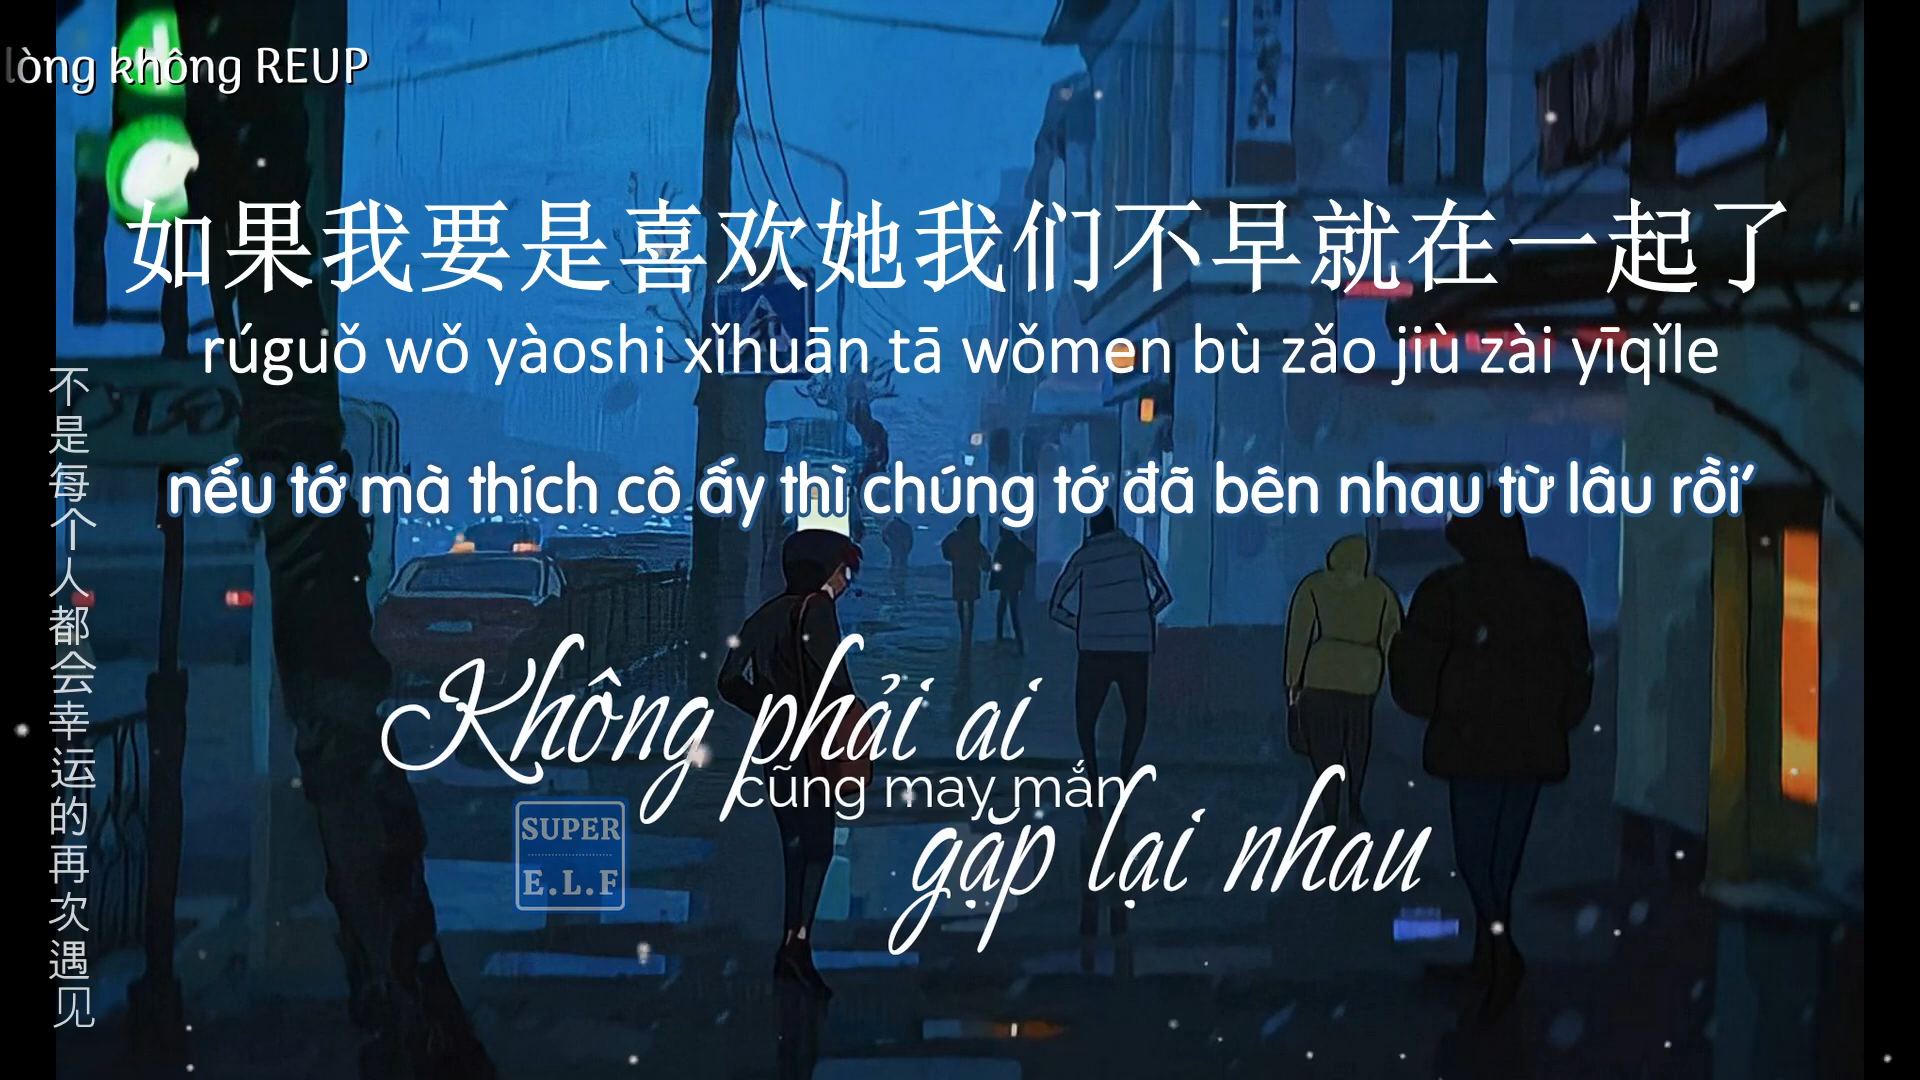 lòng không REUP
如果我要是喜欢她我们不早就在一起了
rúguǒ wǒ yàoshi xǐhuān tā wǒmen bù zǎo jiù zài yīqǐle
nếu tớ mà thích cô ấy thì chúng tớ đã bên nhau từ lâu rồi'
不是每个人都会幸运的再次遇见
Không phải ai
cũng may mắn
gặp lại nhau
SUPER
E.L.F